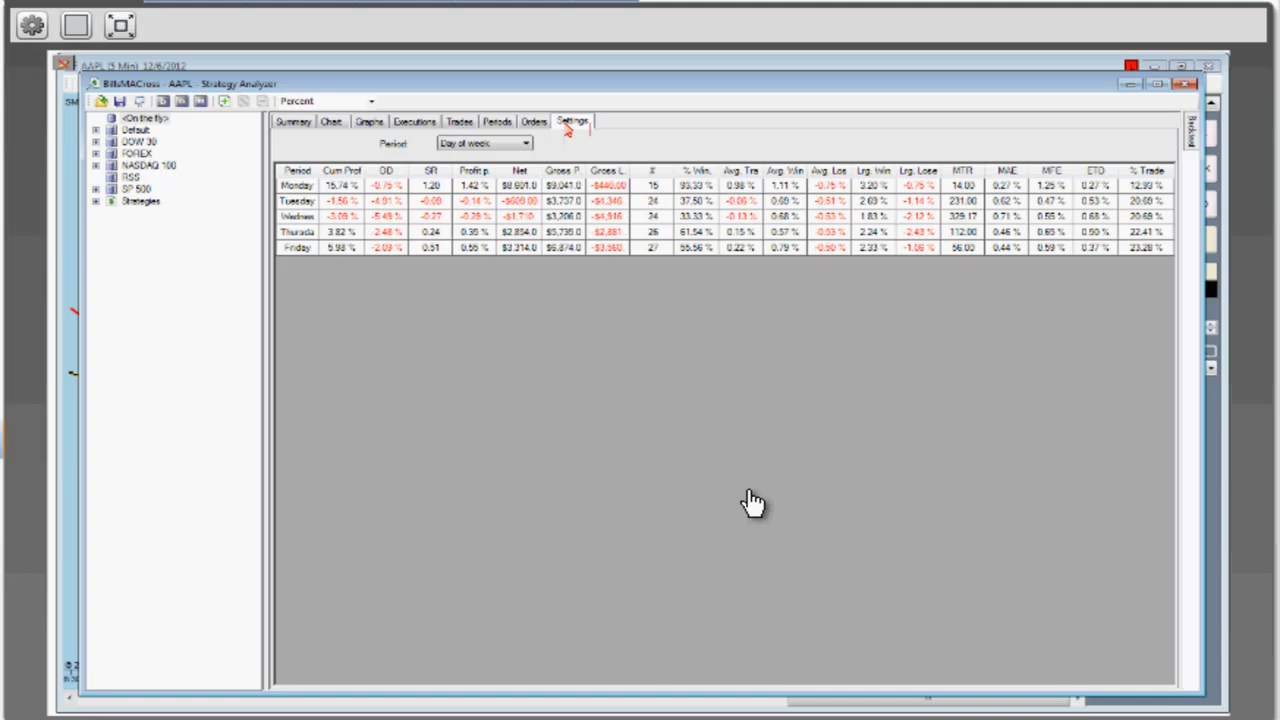 AAPL (5 Min) 12/6/2012
BillsMACross - AAPL - Strategy Analyzer
Percent
<On the fly>
Default
DOW 30
FOREX
NASDAQ 100
RSS
SP 500
Strategies
Summary Chart Graphs Executions Trades Periods Orders Settings
Period: Day of week
Period Cum Prof DD SR Profit p. Net Gross P. Gross L. % Win. Avg. Tra Avg. Win Avg. Los Lrg. Win Lrg. Lose MTR MAE MFE ETD % Trade
Monday 15.74 % -0.75 % 1.20 1.42 % $8,601.0 $9,041.0 -$440.00 15 93.33 % 0.98 % 1.11 % -0.75 % 3.20 % -0.75 % 14.00 0.27 % 1.25 % 0.27 % 12.93 %
Tuesday -1.56 % -4.91 % -0.09 -0.14 % -$609.00 $3,737.0 -$4,346 24 37.50 % -0.06 % 0.69 % -0.51 % 2.69 % -1.14 % 231.00 0.62 % 0.47 % 0.53 % 20.69 %
Wednes -3.09 % -5.49 % -0.27 -0.29 % -$1,710 $3,206.0 -$4,916 24 33.33 % -0.13 % 0.68 % -0.53 % 1.83 % -2.12 % 329.17 0.71 % 0.55 % 0.68 % 20.69 %
Thursda 3.82 % -2.48 % 0.24 0.35 % $2,854.0 $5,735.0 -$2,881. 26 61.54 % 0.15 % 0.57 % -0.53 % 2.24 % -2.43 % 112.00 0.46 % 0.65 % 0.50 % 22.41 %
Friday 5.98 % -2.09 % 0.51 0.55 % $3,314.0 $6,874.0 -$3,560. 27 55.56 % 0.22 % 0.79 % -0.50 % 2.33 % -1.06 % 56.00 0.44 % 0.59 % 0.37 % 23.28 %
Backtest